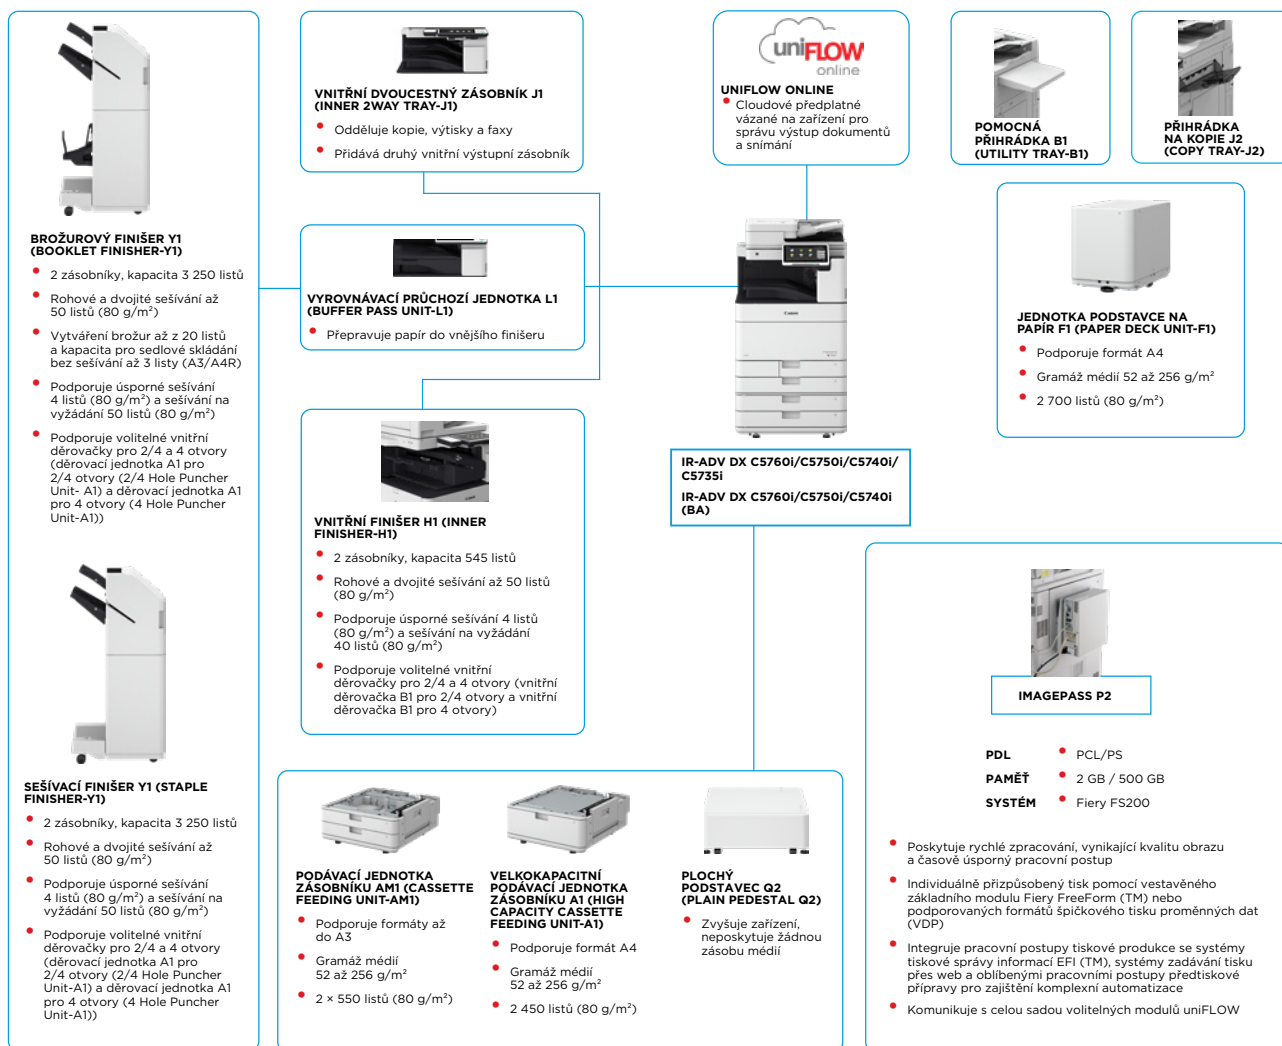 BROŽUROVÝ FINIŠER Y1
(BOOKLET FINISHER-Y1)
2 zásobníky, kapacita 3 250 listů
Rohové a dvojité sešívání až
50 listů (80 g/m²)
Vytváření brožur až z 20 listů
a kapacita pro sedlové skládání
bez sešívání až 3 listy (A3/A4R)
Podporuje úsporné sešívání
4 listů (80 g/m²) a sešívání na
vyžádání 50 listů (80 g/m²)
Podporuje volitelné vnitřní
děrovačky pro 2/4 a 4 otvory
(děrovací jednotka A1 pro
2/4 otvory (2/4 Hole Puncher
Unit- A1) a děrovací jednotka A1
pro 4 otvory (4 Hole Puncher
Unit-A1))
SEŠÍVACÍ FINIŠER Y1 (STAPLE
FINISHER-Y1)
2 zásobníky, kapacita 3 250 listů
Rohové a dvojité sešívání až
50 listů (80 g/m²)
Podporuje úsporné sešívání
4 listů (80 g/m²) a sešívání na
vyžádání 50 listů (80 g/m²)
Podporuje volitelné vnitřní
děrovačky pro 2/4 a 4 otvory
(děrovací jednotka A1 pro
2/4 otvory (2/4 Hole Puncher
Unit-A1) a děrovací jednotka A1
pro 4 otvory (4 Hole Puncher
Unit-A1))
VNITŘNÍ DVOUCESTNÝ ZÁSOBNÍK J1
(INNER 2WAY TRAY-J1)
Odděluje kopie, výtisky a faxy
Přidává druhý vnitřní výstupní zásobník
VYROVNÁVACÍ PRŮCHOZÍ JEDNOTKA L1
(BUFFER PASS UNIT-L1)
Přepravuje papír do vnějšího finišeru
VNITŘNÍ FINIŠER H1 (INNER
FINISHER-H1)
2 zásobníky, kapacita 545 listů
Rohové a dvojité sešívání až 50 listů
(80 g/m²)
Podporuje úsporné sešívání 4 listů
(80 g/m²) a sešívání na vyžádání
40 listů (80 g/m²)
Podporuje volitelné vnitřní
děrovačky pro 2/4 a 4 otvory (vnitřní
děrovačka B1 pro 2/4 otvory a vnitřní
děrovačka B1 pro 4 otvory)
uniFLOW
online
UNIFLOW ONLINE
Cloudové předplatné
vázané na zařízení pro
správu výstup dokumentů
a snímání
Canon
IR-ADV DX C5760i/C5750i/C5740i/
C5735i
IR-ADV DX C5760i/C5750i/C5740i
(BA)
POMOCNÁ
PŘIHRÁDKA B1
(UTILITY TRAY-B1)
PŘIHRÁDKA
NA KOPIE J2
(COPY TRAY-J2)
JEDNOTKA PODSTAVCE NA
PAPÍR F1 (PAPER DECK UNIT-F1)
Podporuje formát A4
Gramáž médií 52 až 256 g/m²
2 700 listů (80 g/m²)
PODÁVACÍ JEDNOTKA
ZÁSOBNÍKU AM1 (CASSETTE
FEEDING UNIT-AM1)
Podporuje formáty až
do A3
Gramáž médií
52 až 256 g/m²
2 × 550 listů (80 g/m²)
VELKOKAPACITNÍ
PODÁVACÍ JEDNOTKA
ZÁSOBNÍKU A1 (HIGH
CAPACITY CASSETTE
FEEDING UNIT-A1)
Podporuje formát A4
Gramáž médií
52 až 256 g/m²
2 450 listů (80 g/m²)
PLOCHÝ
PODSTAVEC Q2
(PLAIN PEDESTAL Q2)
Zvyšuje zařízení,
neposkytuje žádnou
zásobu médií
IMAGEPASS P2
PDL PCL/PS
PAMĚŤ 2 GB / 500 GB
SYSTÉM Fiery FS200
Poskytuje rychlé zpracování, vynikající kvalitu obrazu
a časově úsporný pracovní postup
Individuálně přizpůsobený tisk pomocí vestavěného
základního modulu Fiery FreeForm (TM) nebo
podporovaných formátů špičkového tisku proměnných dat
(VDP)
Integruje pracovní postupy tiskové produkce se systémy
tiskové správy informací EFI (TM), systémy zadávání tisku
přes web a oblíbenými pracovními postupy předtiskové
přípravy pro zajištění komplexní automatizace
Komunikuje s celou sadou volitelných modulů uniFLOW